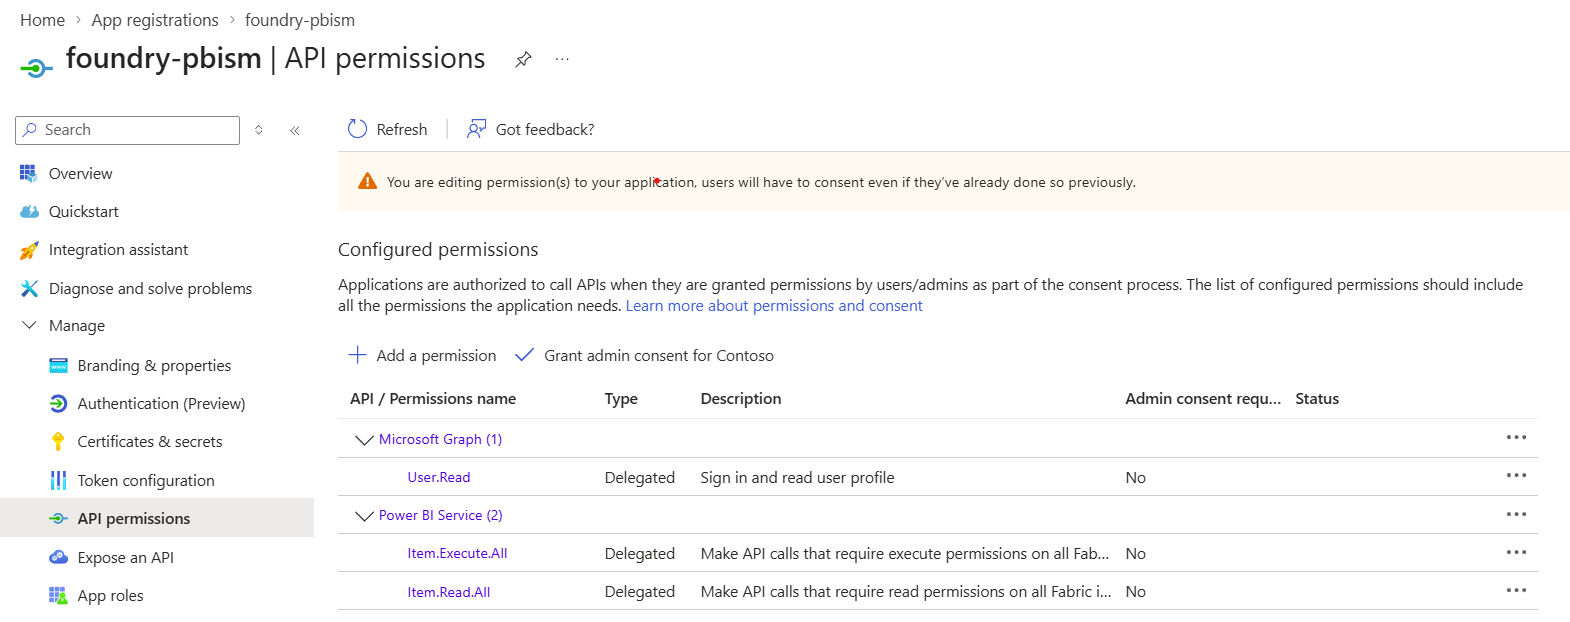 Home > App registrations > foundry-pbism
foundry-pbism | API permissions
Search
Refresh
Got feedback?
Overview
Quickstart
Integration assistant
Diagnose and solve problems
Manage
Branding & properties
Authentication (Preview)
Certificates & secrets
Token configuration
API permissions
Expose an API
App roles
You are editing permission(s) to your application, users will have to consent even if they've already done so previously.
Configured permissions
Applications are authorized to call APIs when they are granted permissions by users/admins as part of the consent process. The list of configured permissions should include
all the permissions the application needs. Learn more about permissions and consent
Add a permission
Grant admin consent for Contoso
API / Permissions name Type Description Admin consent requ... Status
Microsoft Graph (1)
User.Read Delegated Sign in and read user profile No
Power BI Service (2)
Item.Execute.All Delegated Make API calls that require execute permissions on all Fab... No
Item.Read.All Delegated Make API calls that require read permissions on all Fabric i... No